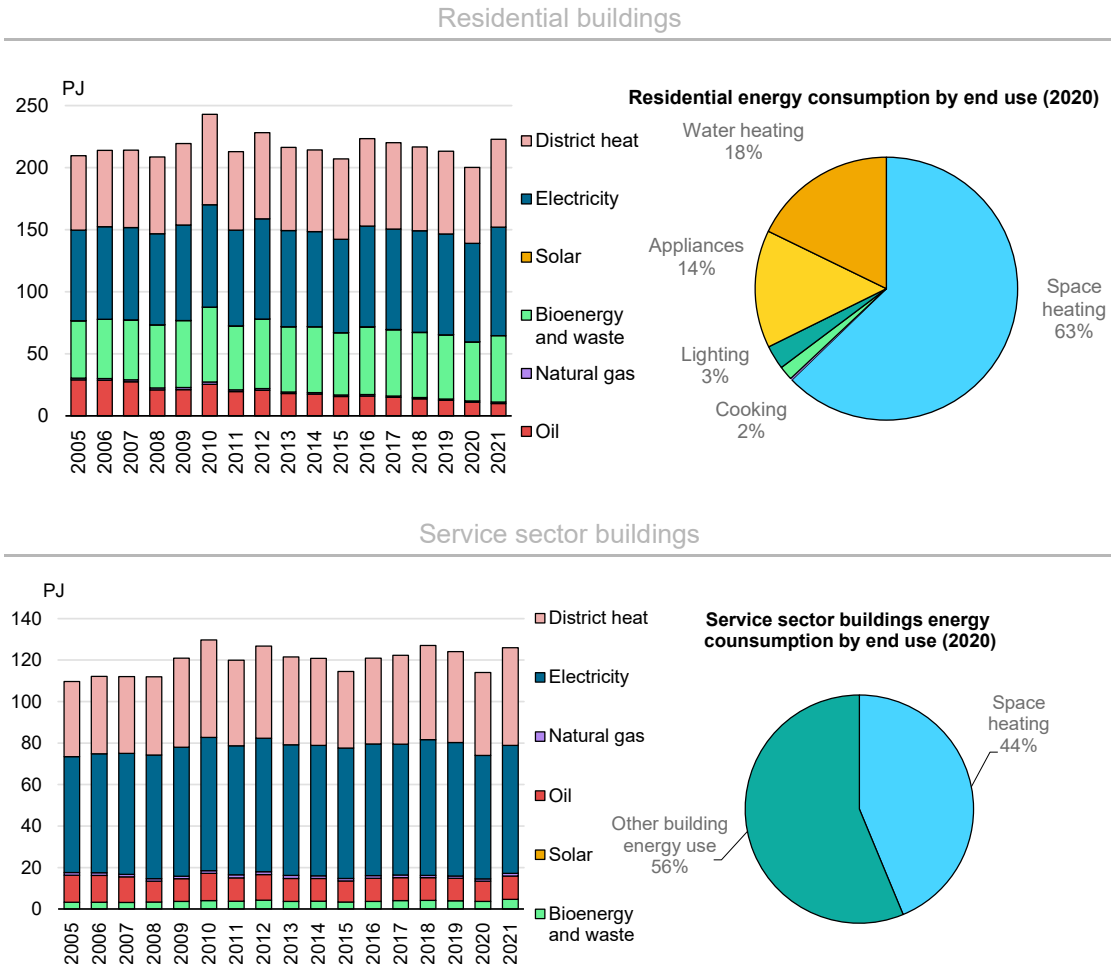 Residential buildings
PJ
250
200
150
100
50
0
2005
2006
2007
2008
2009
2010
2011
2012
2013
2014
2015
2016
2017
2018
2019
2020
2021
District heat
Electricity
Solar
Bioenergy
and waste
Natural gas
Oil
Residential energy consumption by end use (2020)
Water heating
18%
Appliances
14%
Lighting
3%
Cooking
2%
Space
heating
63%
Service sector buildings
PJ
140
120
100
80
60
40
20
0
2005
2006
2007
2008
2009
2010
2011
2012
2013
2014
2015
2016
2017
2018
2019
2020
2021
District heat
Electricity
Natural gas
Oil
Solar
Bioenergy
and waste
Service sector buildings energy
counsumption by end use (2020)
Space
heating
44%
Other building
energy use
56%